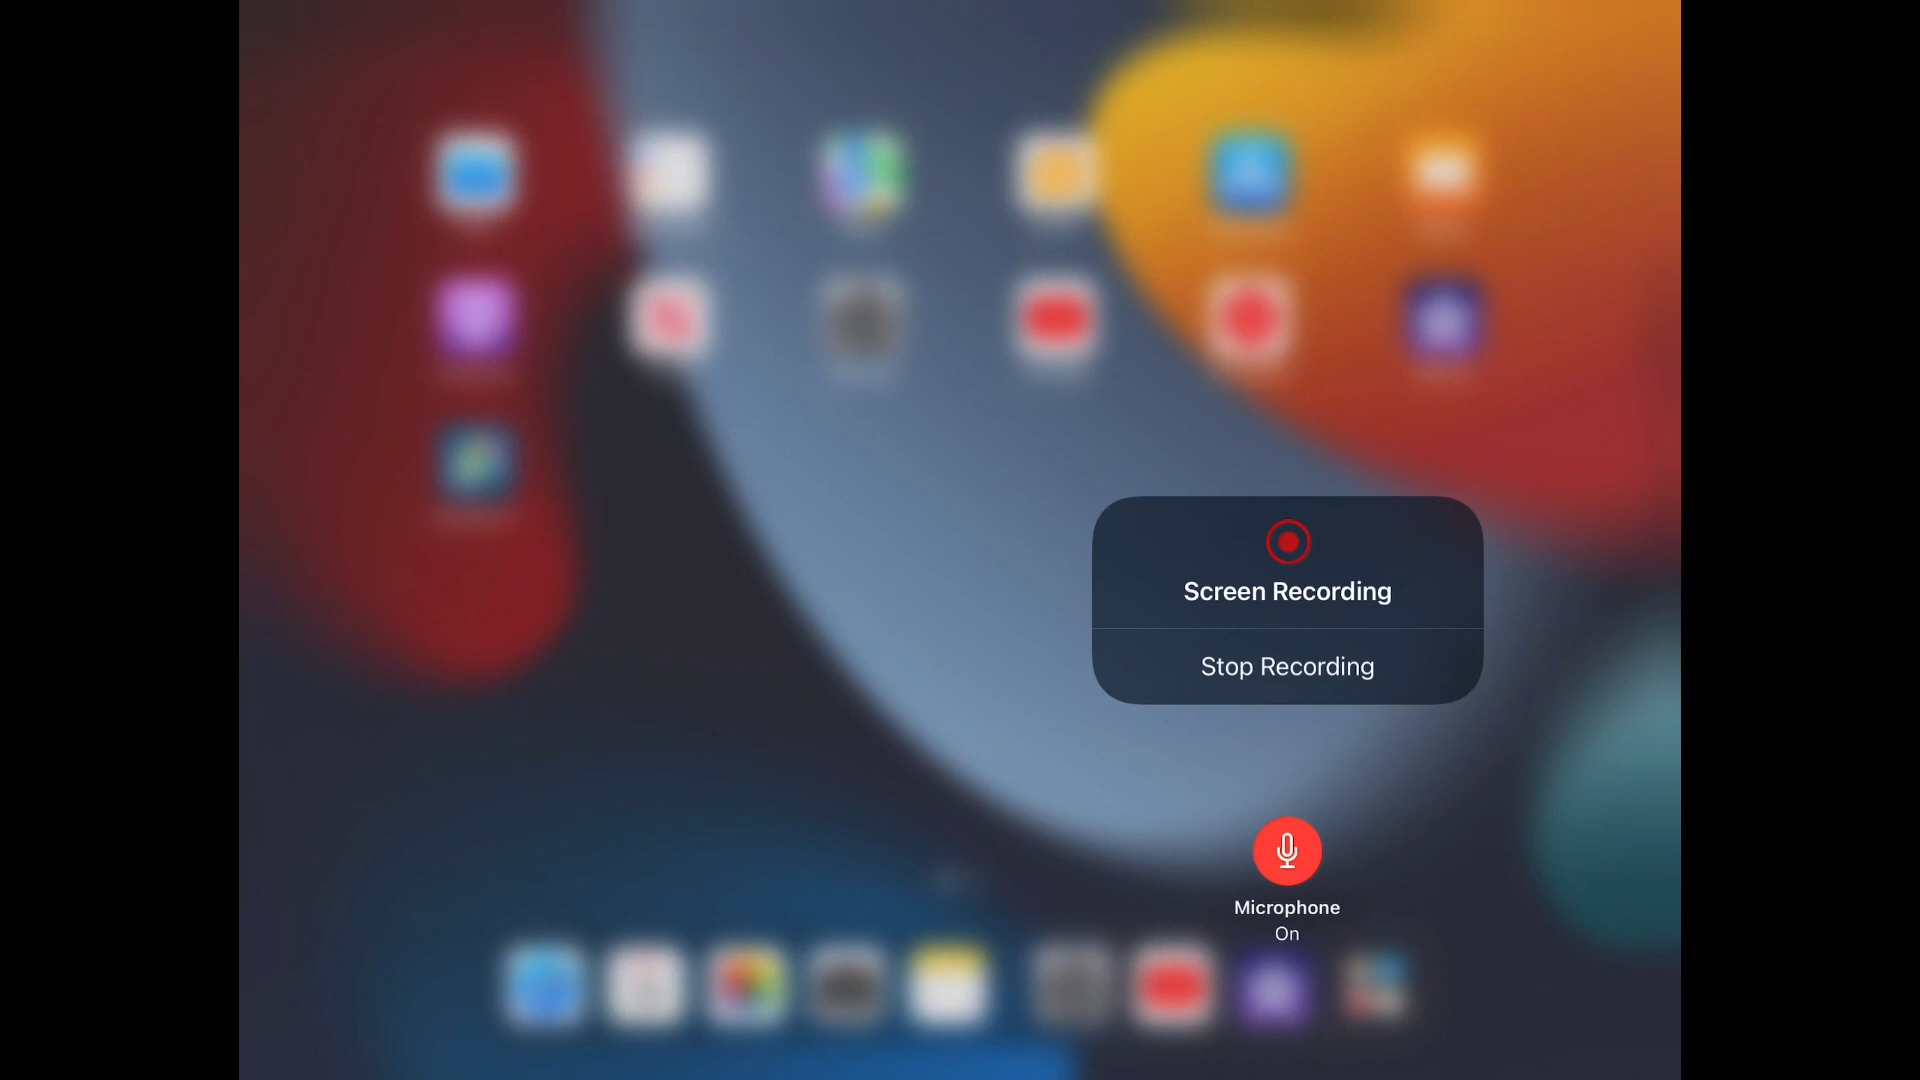 Screen Recording
Stop Recording
Microphone
On